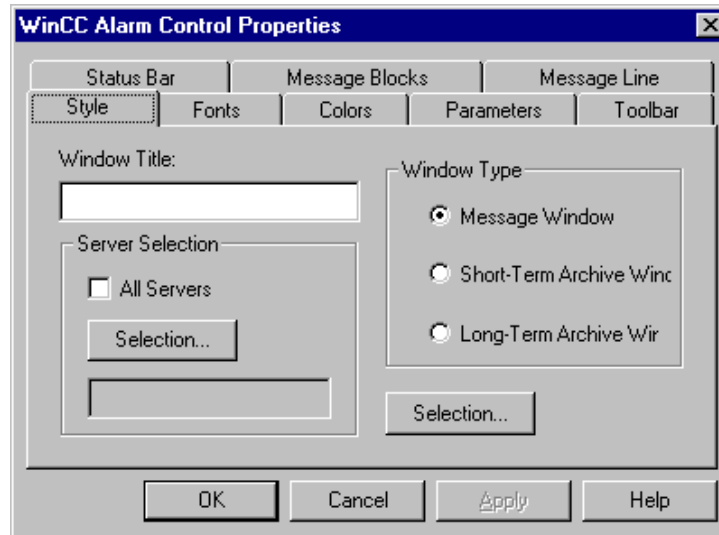 WinCC Alarm Control Properties
Status Bar Message Blocks Message Line
Style Fonts Colors Parameters Toolbar
Window Title:
Window Type
Message Window
Server Selection
All Servers
Short-Term Archive Winc
Selection...
Long-Term Archive Wir
Selection...
OK Cancel Apply Help